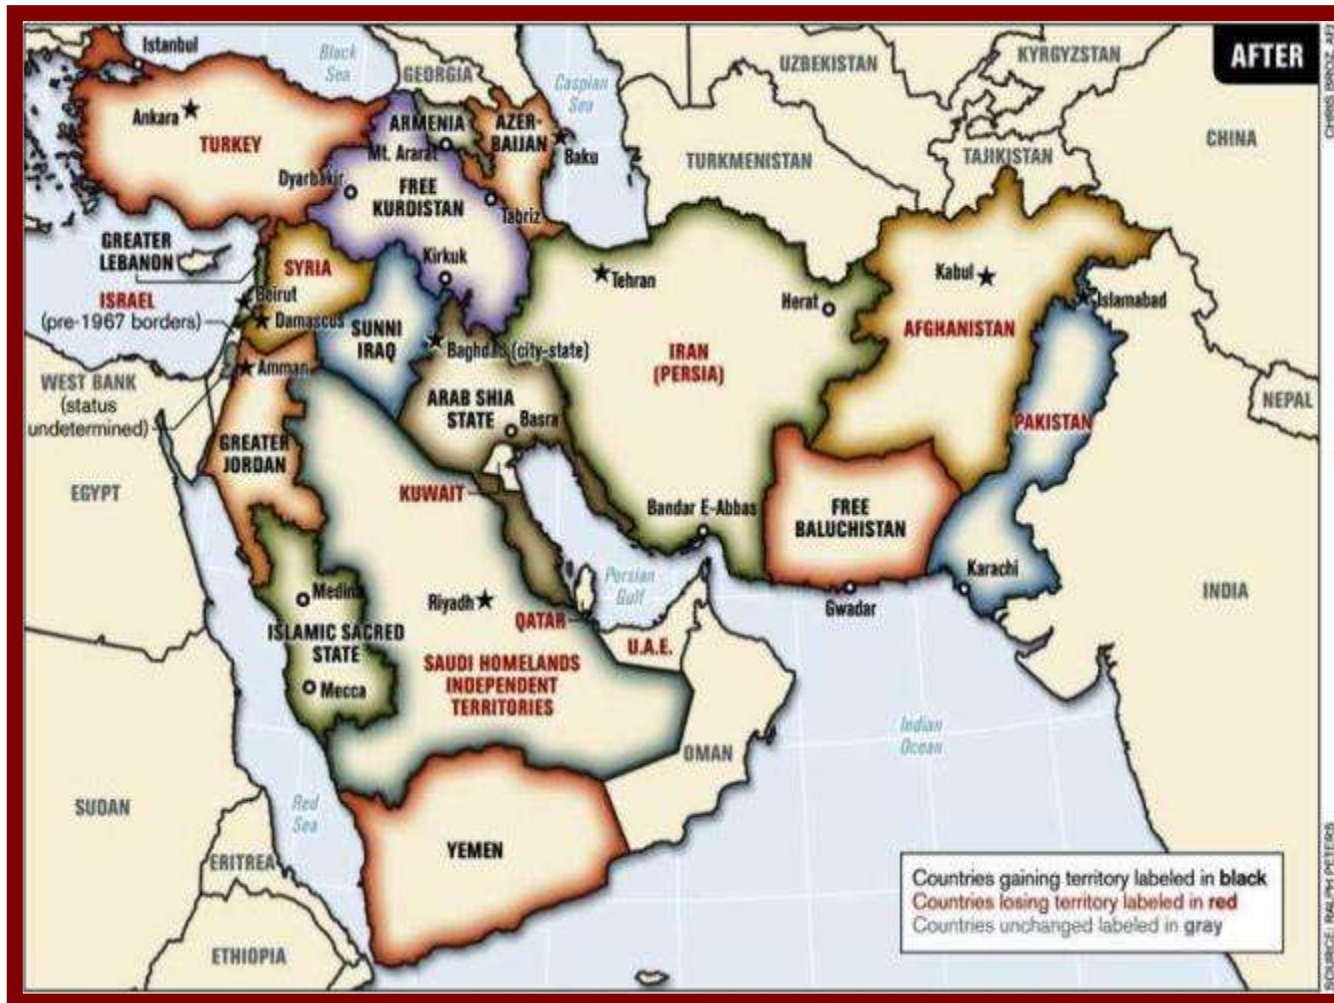 AFTER
CHRIS BROZ, AFJ
Istanbul
Black
Sea
GEORGIA
Caspian
Sea
UZBEKISTAN
KYRGYZSTAN
Ankara
TURKEY
ARMENIA
AZER-
BAIJAN
Baku
TURKMENISTAN
TAJIKISTAN
CHINA
Mt. Ararat
Dyarbakir
FREE
KURDISTAN
Tabriz
GREATER
LEBANON
SYRIA
Kirkuk
Tehran
Herat
Kabul
Islamabad
ISRAEL
(pre-1967 borders)
Beirut
Damascus
SUNNI
IRAQ
Baghdad (city-state)
IRAN
(PERSIA)
AFGHANISTAN
WEST BANK
(status
undetermined)
Amman
ARAB SHIA
STATE
Basra
PAKISTAN
NEPAL
GREATER
JORDAN
EGYPT
KUWAIT
Bandar E-Abbas
FREE
BALUCHISTAN
Karachi
Medina
Riyadh
Persian
Gulf
Gwadar
INDIA
QATAR
U.A.E.
ISLAMIC SACRED
STATE
Mecca
SAUDI HOMELANDS
INDEPENDENT
TERRITORIES
Indian
Ocean
OMAN
SUDAN
Red
Sea
YEMEN
ERITREA
ETHIOPIA
Countries gaining territory labeled in black
Countries losing territory labeled in red
Countries unchanged labeled in gray
SOURCE: RALPH PETERS